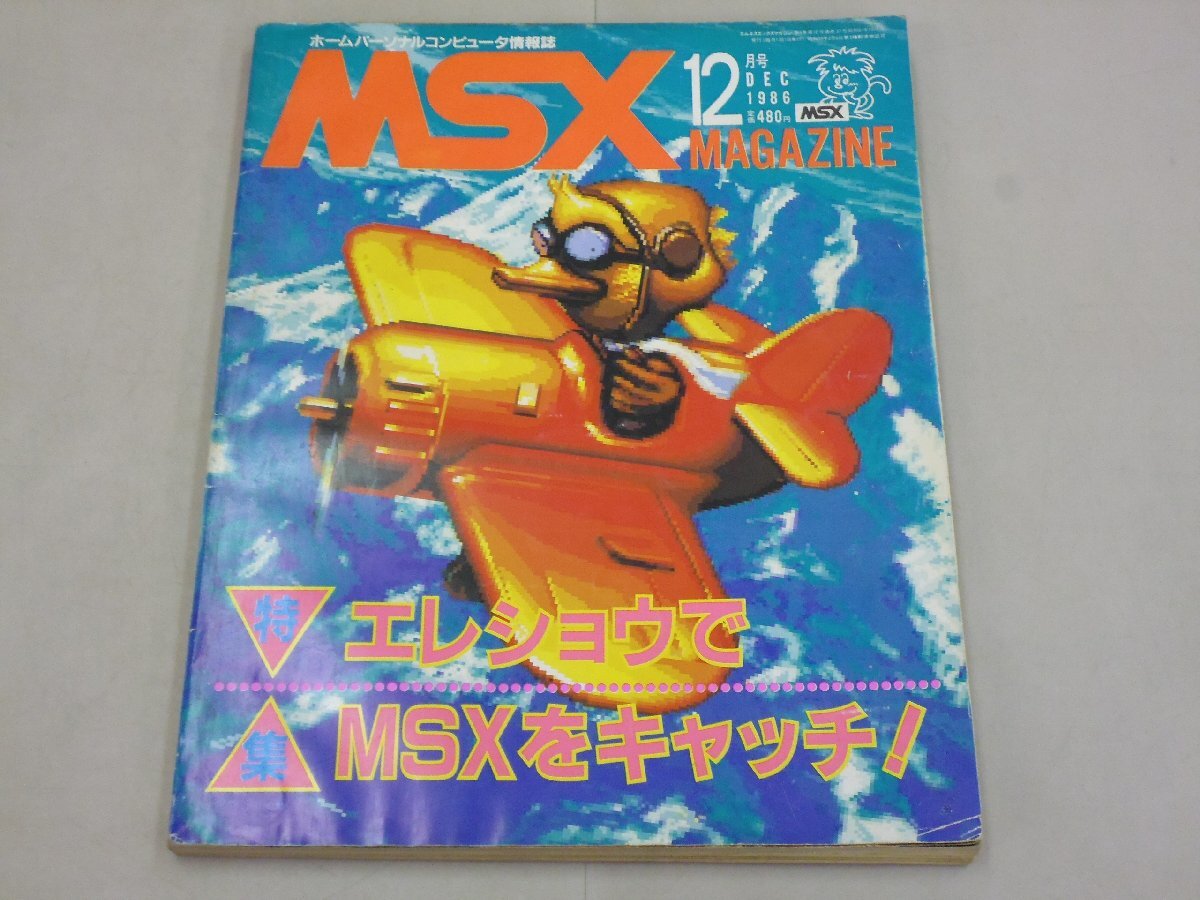 ホームパーソナルコンピュータ情報誌
MSX
12
月号
DEC
1986
定価480円
MSX
MAGAZINE
特集
エレショウで
MSXをキャッチ!